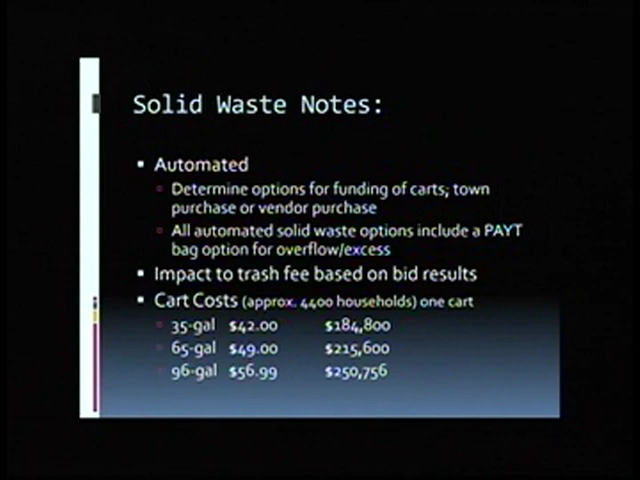 Solid Waste Notes:
Automated
Determine options for funding of carts; town
purchase or vendor purchase
All automated solid waste options include a PAYT
bag option for overflow/excess
Impact to trash fee based on bid results
Cart Costs (approx. 4400 households) one cart
35-gal $42.00 $184,800
65-gal $49.00 $215,600
96-gal $56.99 $250,756